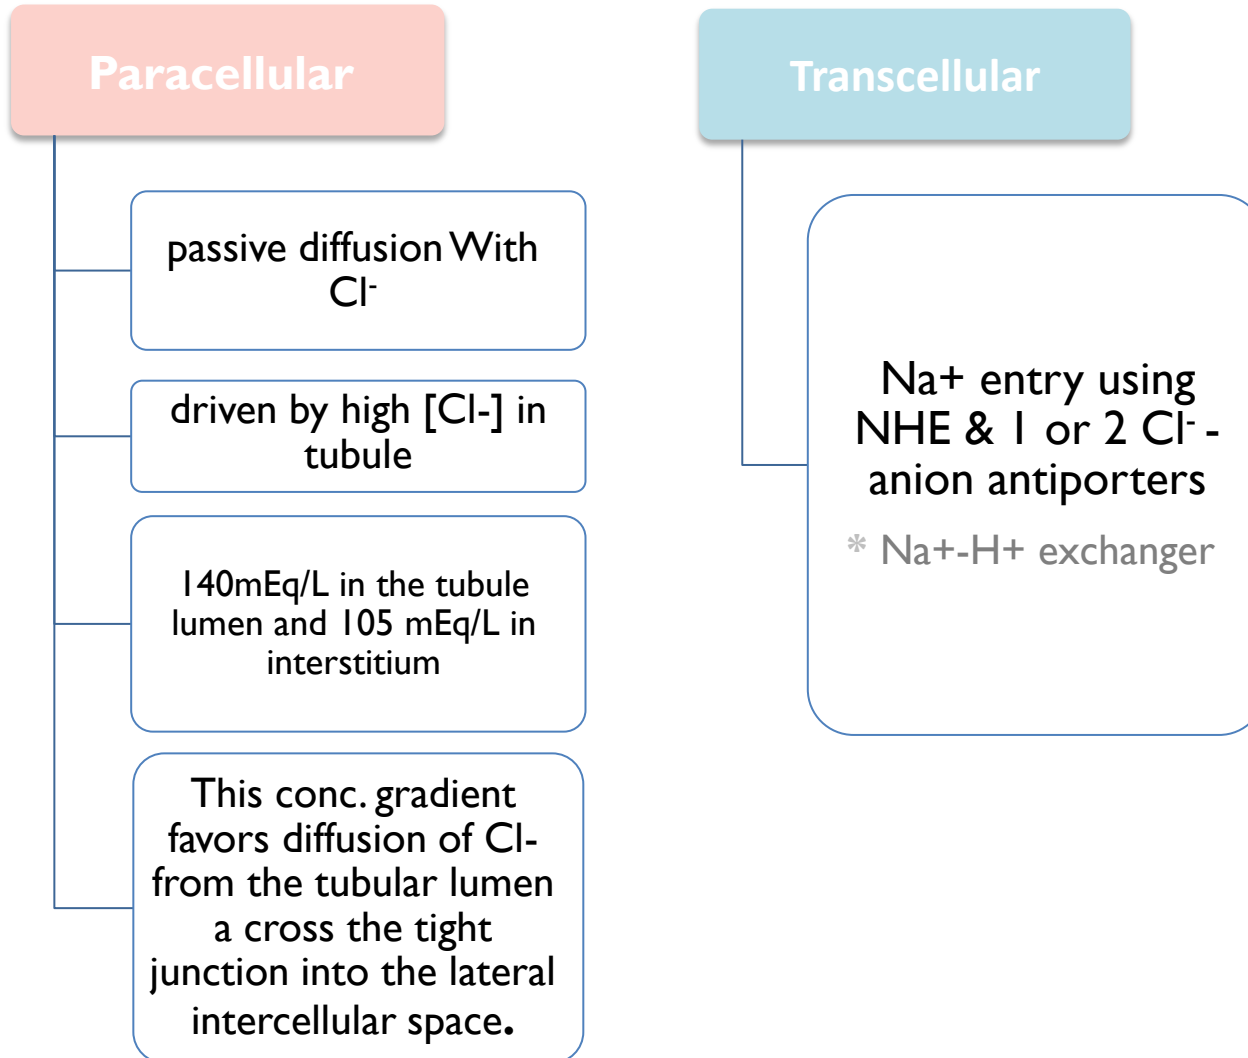 Paracellular
passive diffusion With
Cl⁻
driven by high [Cl-] in
tubule
140mEq/L in the tubule
lumen and 105 mEq/L in
interstitium
This conc. gradient
favors diffusion of Cl-
from the tubular lumen
a cross the tight
junction into the lateral
intercellular space.
Transcellular
Na+ entry using
NHE & 1 or 2 Cl⁻ -
anion antiporters
* Na+-H+ exchanger